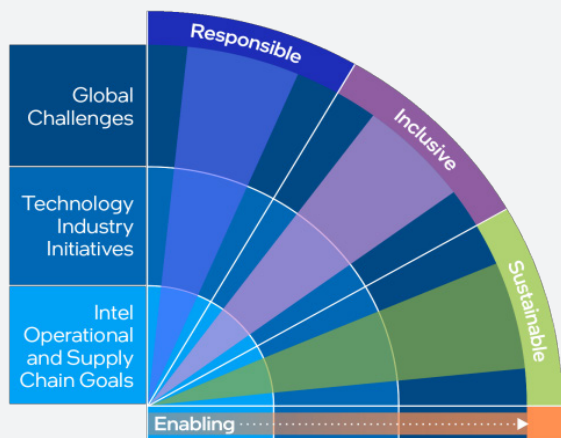 Responsible
Inclusive
Sustainable
Global
Challenges
Technology
Industry
Initiatives
Intel
Operational
and Supply
Chain Goals
Enabling